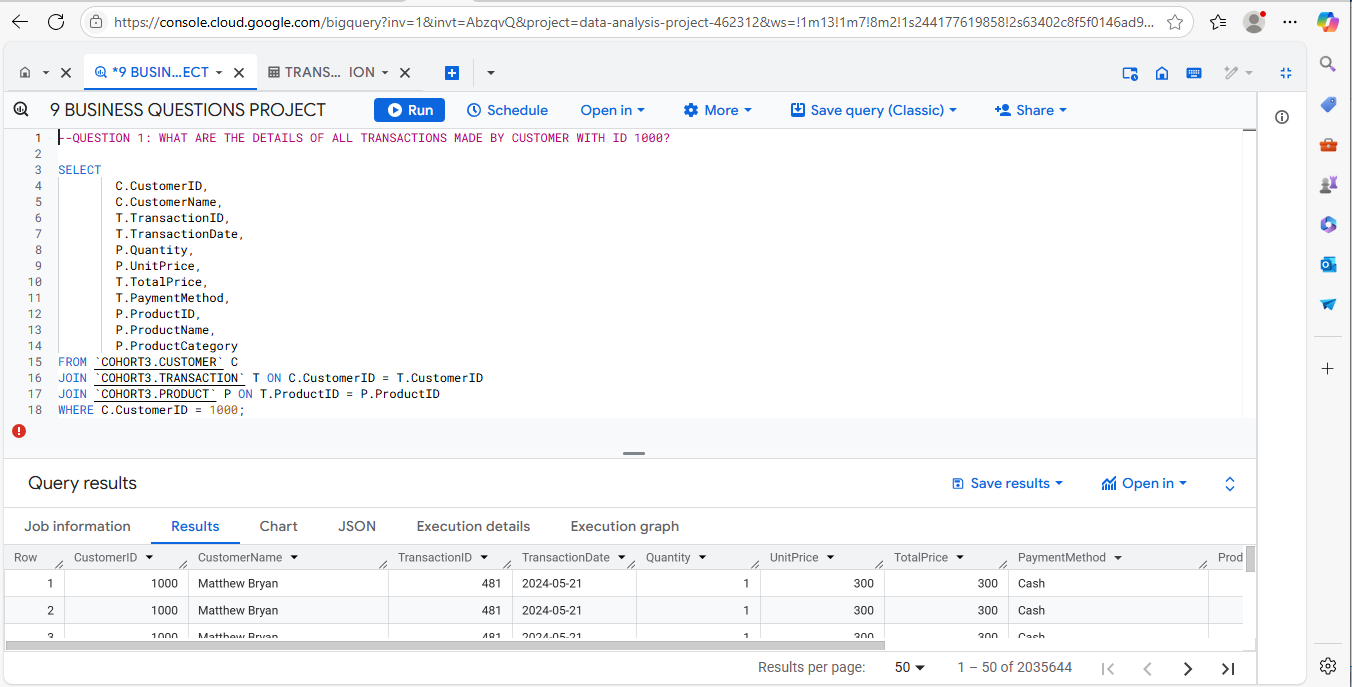 https://console.cloud.google.com/bigquery?inv=1&invt=AbzqvQ&project=data-analysis-project-462312&ws=!1m13!1m7!8m2!1s244177619858!2s63402c8f5f0146ad9...
*9 BUSIN...ECT
TRANS... ION
9 BUSINESS QUESTIONS PROJECT
Run
Schedule
Open in
More
Save query (Classic)
Share
1 --QUESTION 1: WHAT ARE THE DETAILS OF ALL TRANSACTIONS MADE BY CUSTOMER WITH ID 1000?
2
3 SELECT
4 C.CustomerID,
5 C.CustomerName,
6 T.TransactionID,
7 T.TransactionDate,
8 P.Quantity,
9 P.UnitPrice,
10 T.TotalPrice,
11 T.PaymentMethod,
12 P.ProductID,
13 P.ProductName,
14 P.ProductCategory
15 FROM `COHORT3.CUSTOMER` C
16 JOIN `COHORT3.TRANSACTION` T ON C.CustomerID = T.CustomerID
17 JOIN `COHORT3.PRODUCT` P ON T.ProductID = P.ProductID
18 WHERE C.CustomerID = 1000;
Query results
Save results
Open in
Job information Results Chart JSON Execution details Execution graph
Row CustomerID CustomerName TransactionID TransactionDate Quantity UnitPrice TotalPrice PaymentMethod Prod
1 1000 Matthew Bryan 481 2024-05-21 1 300 300 Cash
2 1000 Matthew Bryan 481 2024-05-21 1 300 300 Cash
3 1000 Matthew Bryan 481 2024-05-21 1 300 300 Cash
Results per page: 50 1 – 50 of 2035644